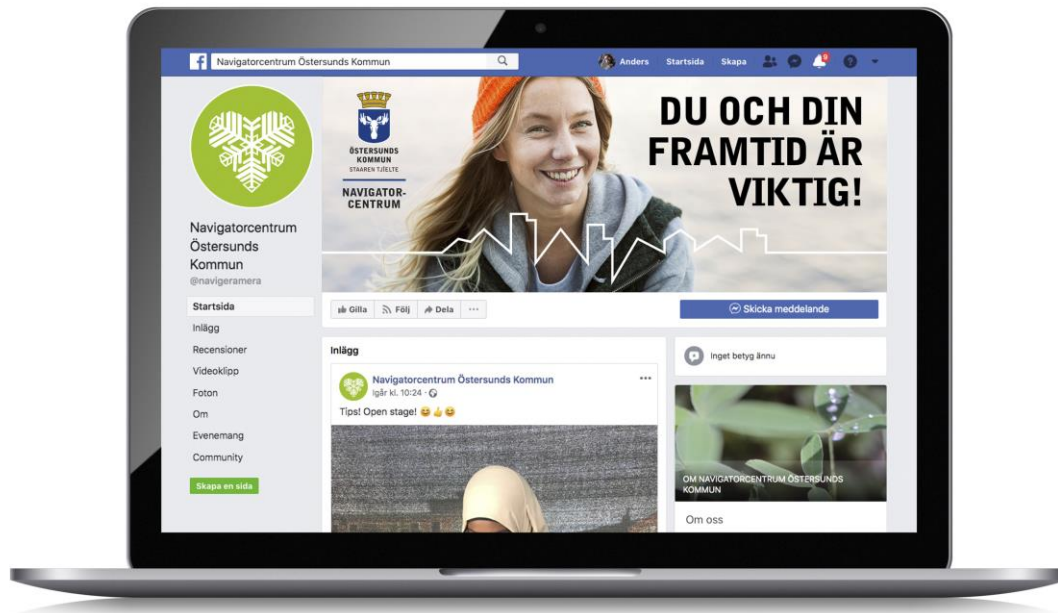 f
Navigatorcentrum Östersunds Kommun
Anders
Startsida
Skapa
Navigatorcentrum
Östersunds
Kommun
@navigeramera
Startsida
Inlägg
Recensioner
Videoklipp
Foton
Om
Evenemang
Community
Skapa en sida
ÖSTERSUNDS
KOMMUN
STAAREN TJÏELTE
NAVIGATOR-
CENTRUM
DU OCH DIN
FRAMTID ÄR
VIKTIG!
Gilla
Följ
Dela
Skicka meddelande
Inlägg
Navigatorcentrum Östersunds Kommun
Igår kl. 10:24
Tips! Open stage! 😂👍😂
Inget betyg ännu
OM NAVIGATORCENTRUM ÖSTERSUNDS
KOMMUN
Om oss